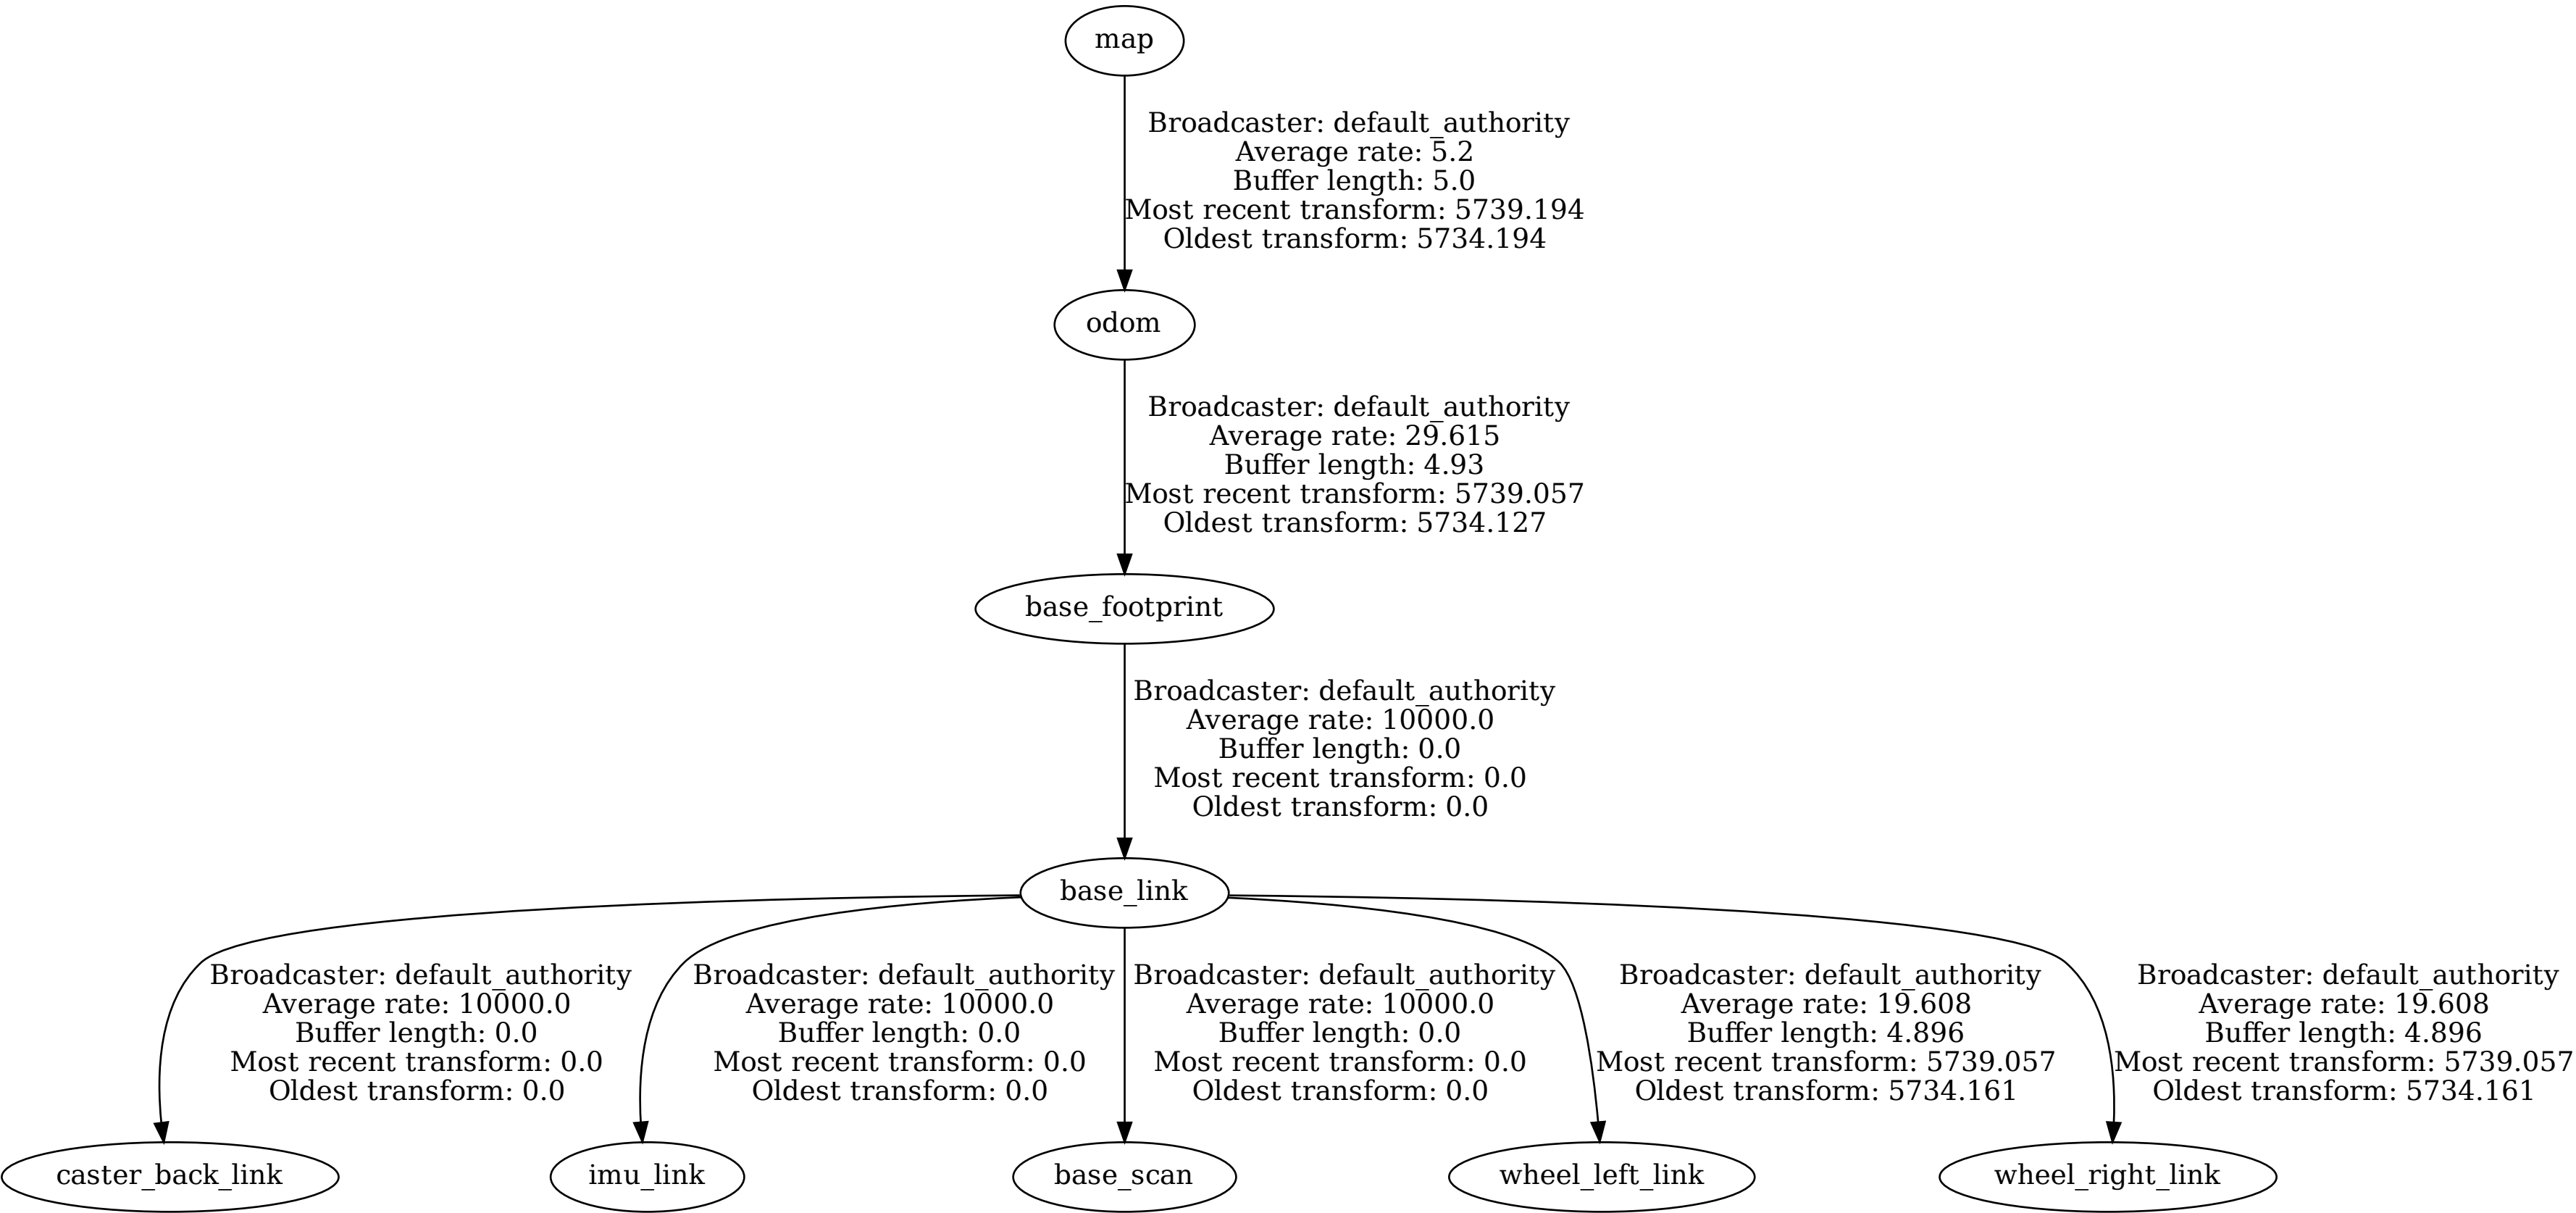 map
Broadcaster: default_authority
Average rate: 5.2
Buffer length: 5.0
Most recent transform: 5739.194
Oldest transform: 5734.194
odom
Broadcaster: default_authority
Average rate: 29.615
Buffer length: 4.93
Most recent transform: 5739.057
Oldest transform: 5734.127
base_footprint
Broadcaster: default_authority
Average rate: 10000.0
Buffer length: 0.0
Most recent transform: 0.0
Oldest transform: 0.0
base_link
Broadcaster: default_authority
Average rate: 10000.0
Buffer length: 0.0
Most recent transform: 0.0
Oldest transform: 0.0
Broadcaster: default_authority
Average rate: 10000.0
Buffer length: 0.0
Most recent transform: 0.0
Oldest transform: 0.0
Broadcaster: default_authority
Average rate: 10000.0
Buffer length: 0.0
Most recent transform: 0.0
Oldest transform: 0.0
Broadcaster: default_authority
Average rate: 19.608
Buffer length: 4.896
Most recent transform: 5739.057
Oldest transform: 5734.161
Broadcaster: default_authority
Average rate: 19.608
Buffer length: 4.896
Most recent transform: 5739.057
Oldest transform: 5734.161
caster_back_link
imu_link
base_scan
wheel_left_link
wheel_right_link